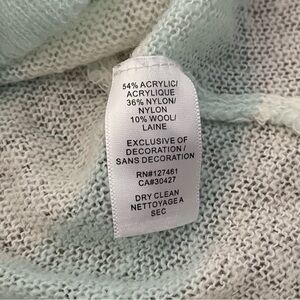 54% ACRYLIC/
ACRYLIQUE
36% NYLON/
NYLON
10% WOOL/
LAINE
EXCLUSIVE OF
DECORATION/
SANS DECORATION
RN#127461
CA#30427
DRY CLEAN
NETTOYAGE A
SEC